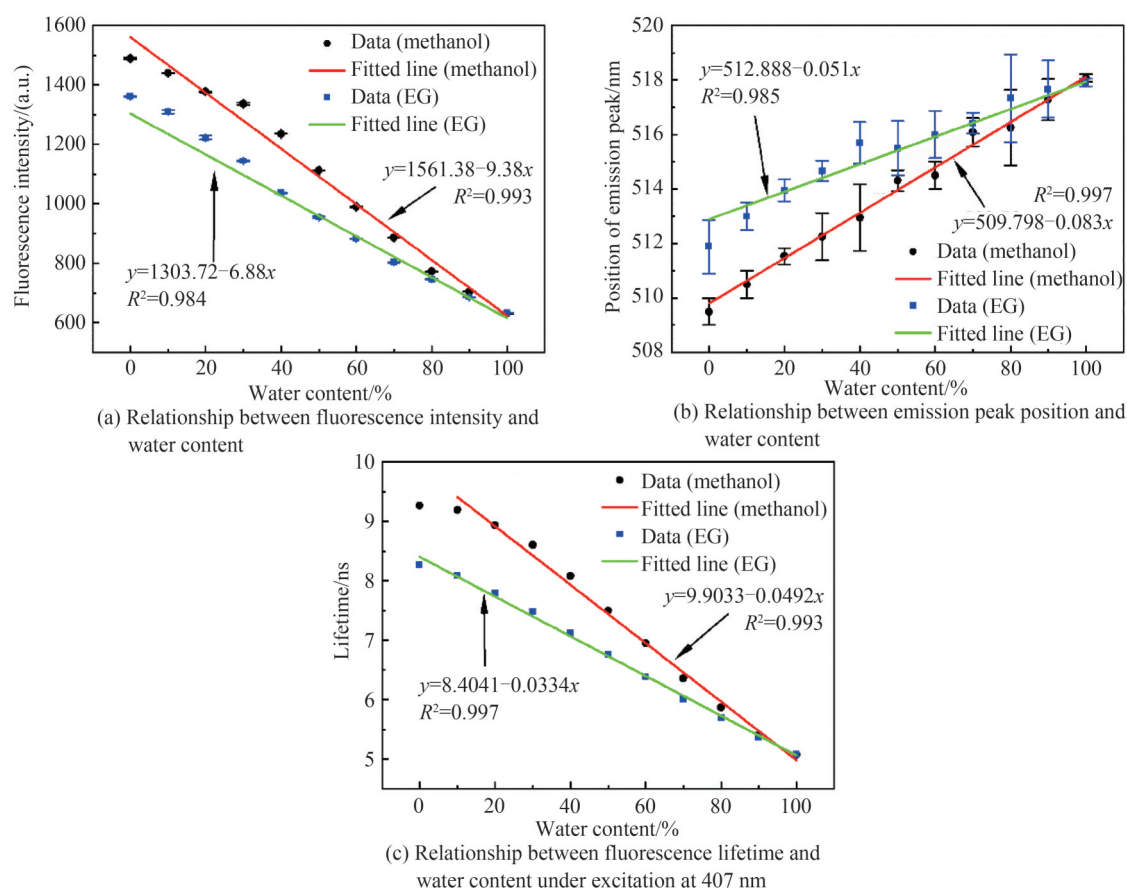 1600
1400
1200
1000
800
600
Fluorescence intensity/(a.u.)
Data (methanol)
Fitted line (methanol)
Data (EG)
Fitted line (EG)
y=1561.38−9.38x
R²=0.993
y=1303.72−6.88x
R²=0.984
0 20 40 60 80 100
Water content/%
(a) Relationship between fluorescence intensity and
water content
520
518
516
514
512
510
508
Position of emission peak/nm
y=512.888−0.051x
R²=0.985
R²=0.997
y=509.798−0.083x
Data (methanol)
Fitted line (methanol)
Data (EG)
Fitted line (EG)
0 20 40 60 80 100
Water content/%
(b) Relationship between emission peak position and
water content
10
9
8
7
6
5
Lifetime/ns
Data (methanol)
Fitted line (methanol)
Data (EG)
Fitted line (EG)
y=9.9033−0.0492x
R²=0.993
y=8.4041−0.0334x
R²=0.997
0 20 40 60 80 100
Water content/%
(c) Relationship between fluorescence lifetime and
water content under excitation at 407 nm